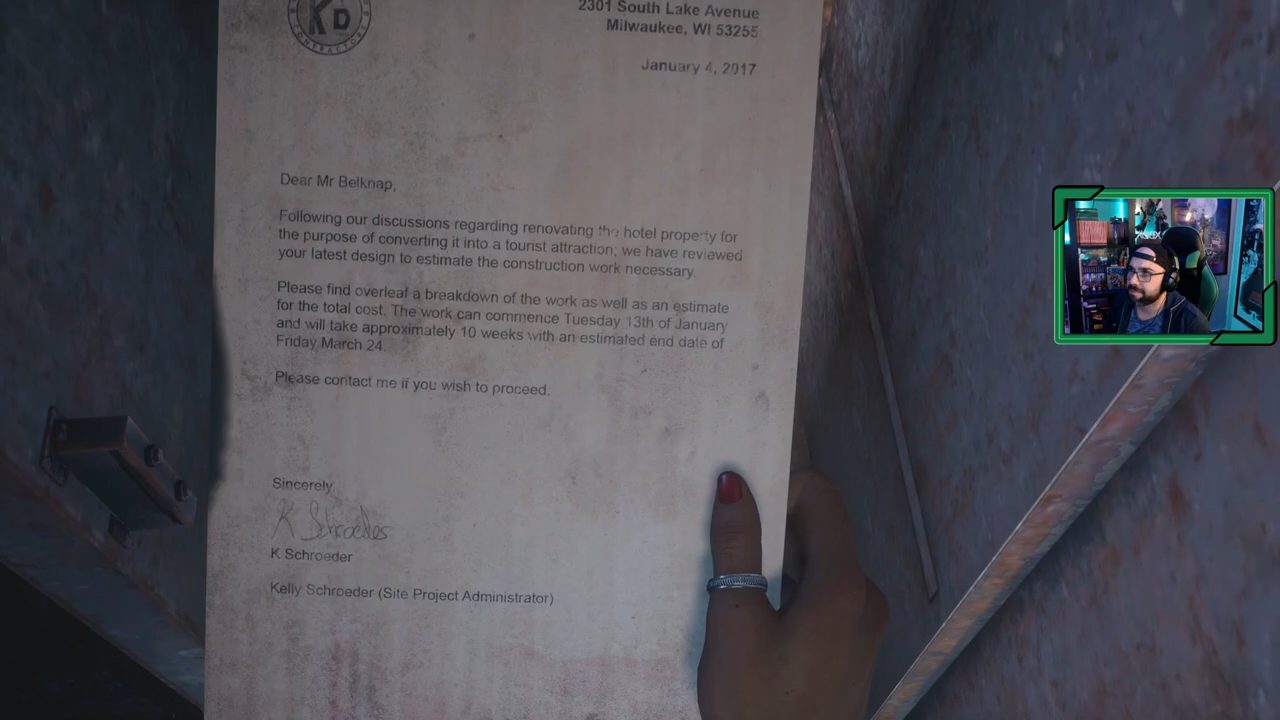 KD
CONTRACTORS
2301 South Lake Avenue
Milwaukee, WI 53255
January 4, 2017
Dear Mr Belknap,
Following our discussions regarding renovating the hotel property for
the purpose of converting it into a tourist attraction; we have reviewed
your latest design to estimate the construction work necessary.
Please find overleaf a breakdown of the work as well as an estimate
for the total cost. The work can commence Tuesday 13th of January
and will take approximately 10 weeks with an estimated end date of
Friday March 24.
Please contact me if you wish to proceed.
Sincerely
K Schroeder
K Schroeder
Kelly Schroeder (Site Project Administrator)